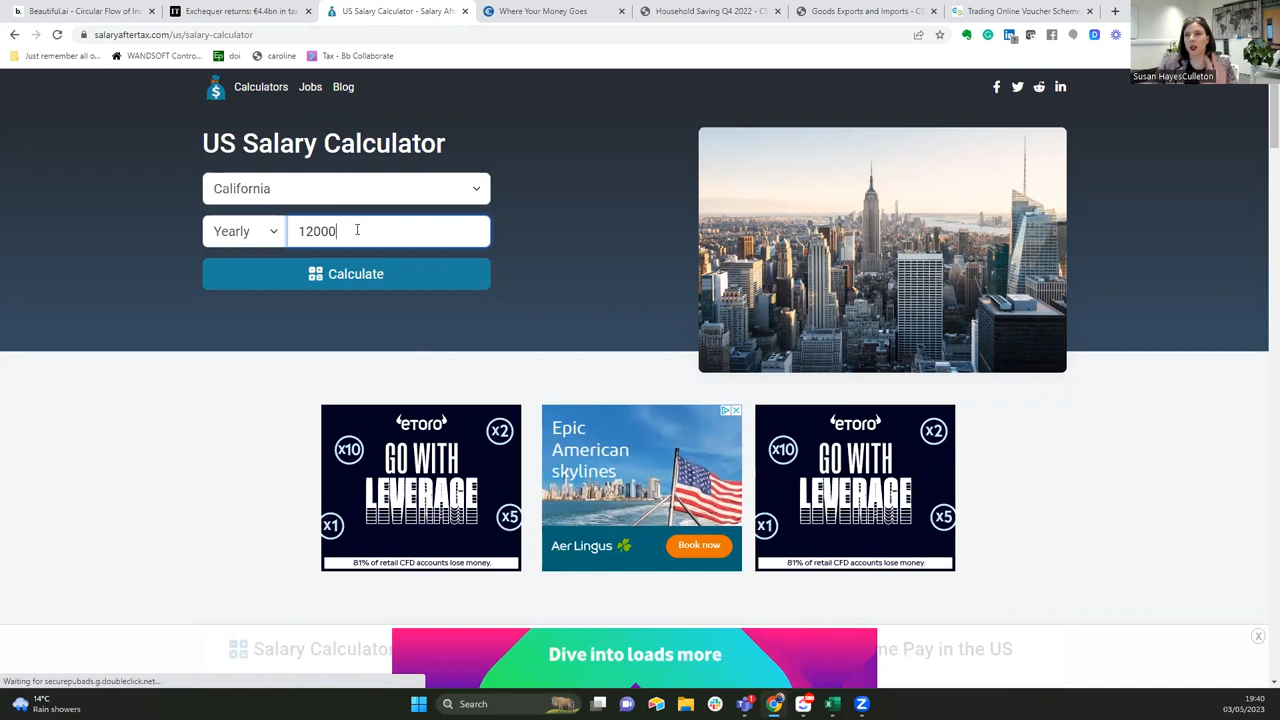 Beautiful.ai - Circular Flow of Inc
Exchequer returns: €4.4bn in tax
US Salary Calculator - Salary Afte
Where Your Money Goes
Household Saving Q4 2022 - CS
Goods Exports and Imports - CS
Trading Online Voucher Scheme
salaryaftertax.com/us/salary-calculator
Just remember all o...
WANDSOFT Contro...
doi
caroline
Tax - Bb Collaborate
Susan HayesCulleton
Calculators
Jobs
Blog
US Salary Calculator
California
Yearly
12000
Calculate
eToro
x10
x2
GO WITH
LEVERAGE
x1
x5
81% of retail CFD accounts lose money.
Epic
American
skylines
Aer Lingus
Book now
eToro
x10
x2
GO WITH
LEVERAGE
x1
x5
81% of retail CFD accounts lose money.
Salary Calculator
me Pay in the US
Dive into loads more
X
Waiting for securepubads.g.doubleclick.net...
14°C
Rain showers
Search
19:40
03/05/2023